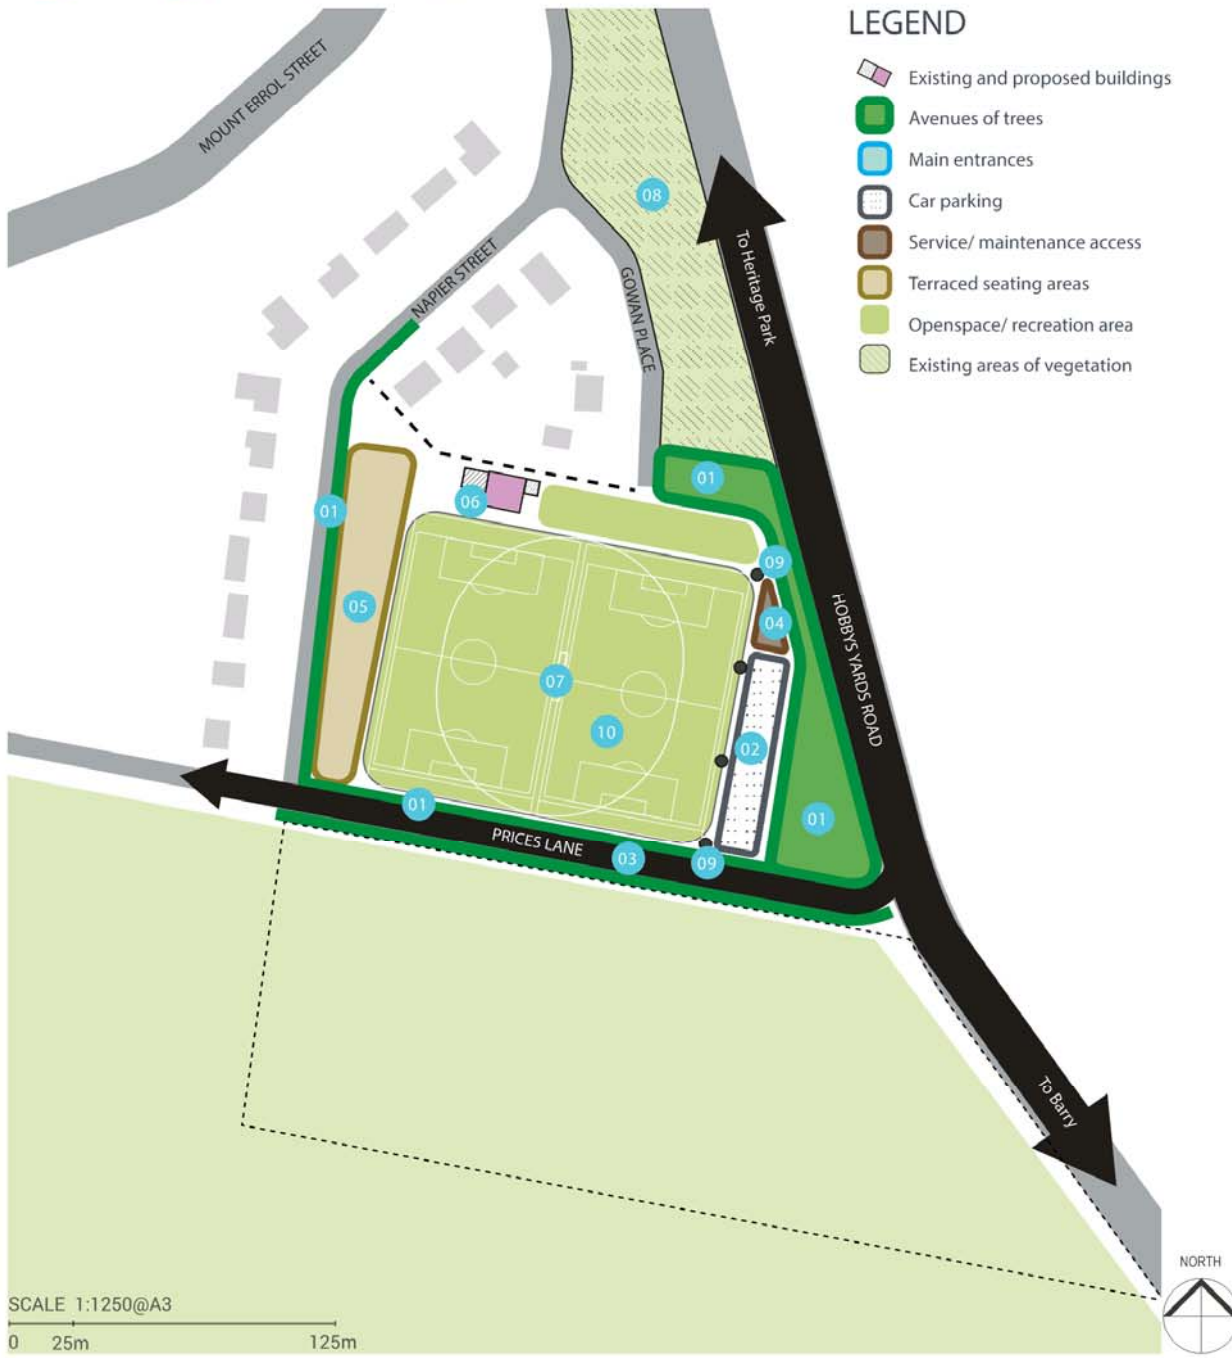 LEGEND
Existing and proposed buildings
Avenues of trees
Main entrances
Car parking
Service/ maintenance access
Terraced seating areas
Openspace/ recreation area
Existing areas of vegetation
MOUNT ERROL STREET
08
To Heritage Park
NAPIER STREET
GOWAN PLACE
01
06
01
09
05
04
HOBBYS YARDS ROAD
07
10
02
01
01
PRICES LANE
03
09
To Barry
NORTH
SCALE 1:1250@A3
0 25m 125m